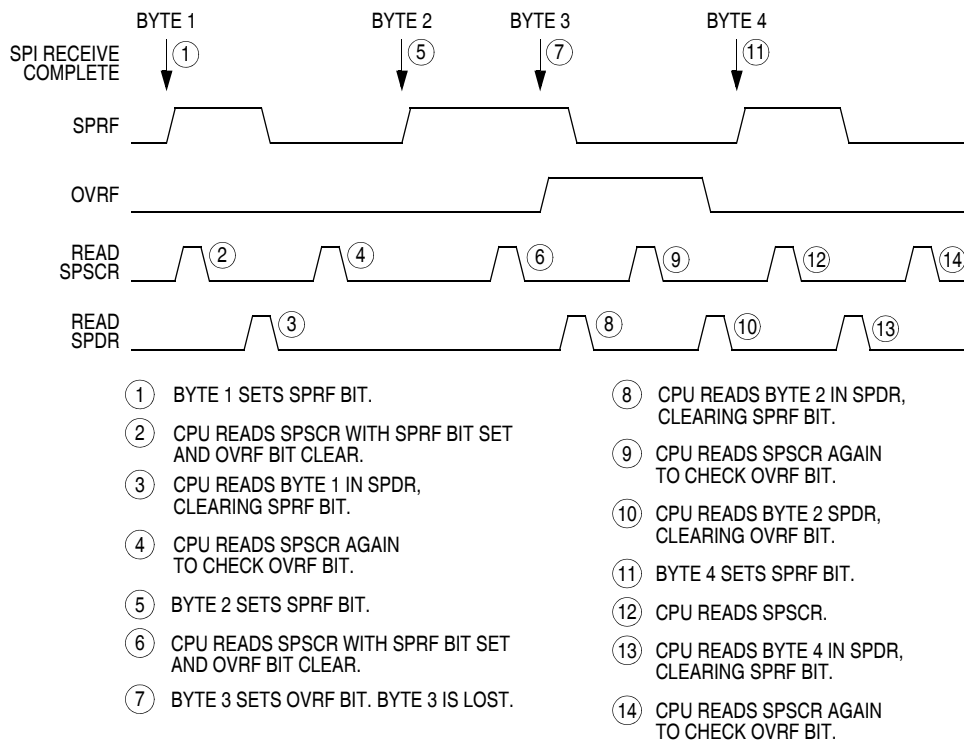 BYTE 1 BYTE 2 BYTE 3 BYTE 4
SPI RECEIVE
COMPLETE
1 5 7 11
SPRF
OVRF
READ
SPSCR
2 4 6 9 12 14
READ
SPDR
3 8 10 13
1 BYTE 1 SETS SPRF BIT.
2 CPU READS SPSCR WITH SPRF BIT SET
AND OVRF BIT CLEAR.
3 CPU READS BYTE 1 IN SPDR,
CLEARING SPRF BIT.
4 CPU READS SPSCR AGAIN
TO CHECK OVRF BIT.
5 BYTE 2 SETS SPRF BIT.
6 CPU READS SPSCR WITH SPRF BIT SET
AND OVRF BIT CLEAR.
7 BYTE 3 SETS OVRF BIT. BYTE 3 IS LOST.
8 CPU READS BYTE 2 IN SPDR,
CLEARING SPRF BIT.
9 CPU READS SPSCR AGAIN
TO CHECK OVRF BIT.
10 CPU READS BYTE 2 SPDR,
CLEARING OVRF BIT.
11 BYTE 4 SETS SPRF BIT.
12 CPU READS SPSCR.
13 CPU READS BYTE 4 IN SPDR,
CLEARING SPRF BIT.
14 CPU READS SPSCR AGAIN
TO CHECK OVRF BIT.